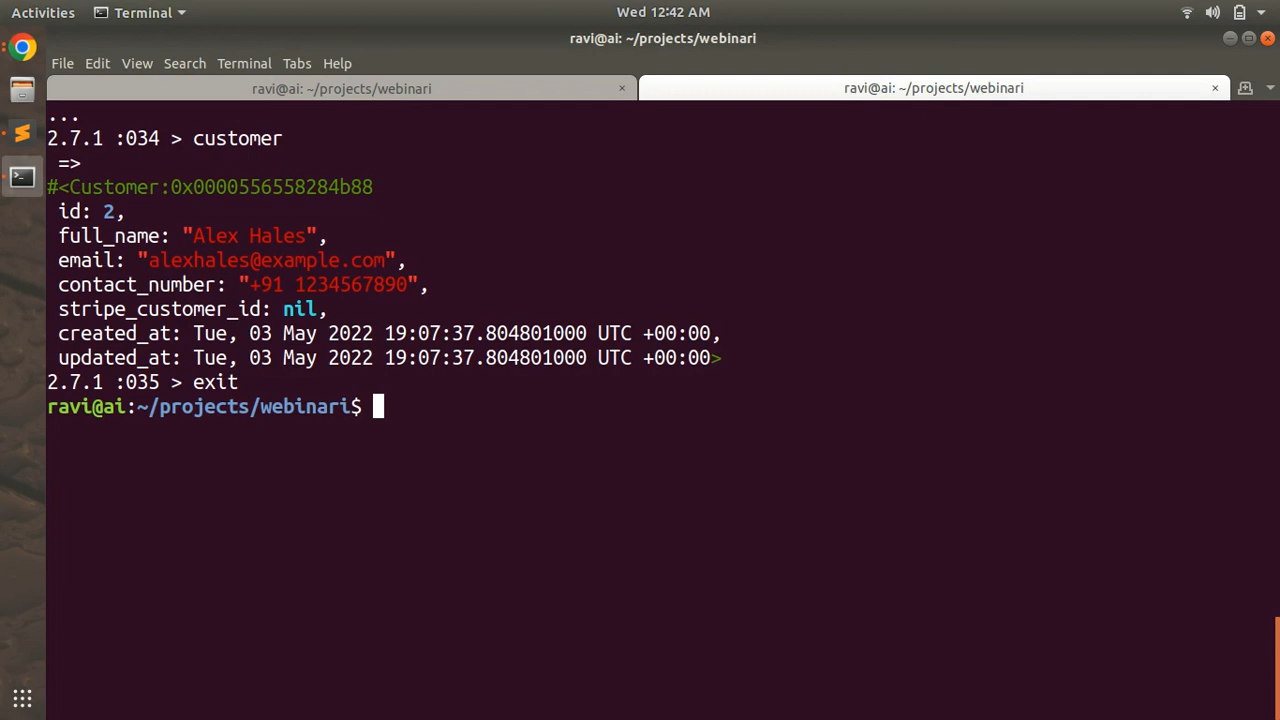 Activities Terminal Wed 12:42 AM
ravi@ai: ~/projects/webinari
File Edit View Search Terminal Tabs Help
ravi@ai: ~/projects/webinari × ravi@ai: ~/projects/webinari ×
...
2.7.1 :034 > customer
=>
#<Customer:0x0000556558284b88
id: 2,
full_name: "Alex Hales",
email: "alexhales@example.com",
contact_number: "+91 1234567890",
stripe_customer_id: nil,
created_at: Tue, 03 May 2022 19:07:37.804801000 UTC +00:00,
updated_at: Tue, 03 May 2022 19:07:37.804801000 UTC +00:00>
2.7.1 :035 > exit
ravi@ai:~/projects/webinari$